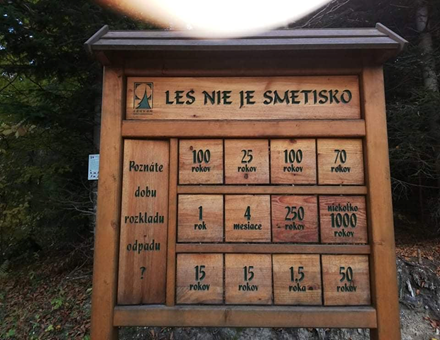 LES NIE JE SMETISKO
Poznáte
dobu
rozkladu
odpadu
?
100
rokov
25
rokov
100
rokov
70
rokov
1
rok
4
mesiace
250
rokov
niekoľko
1000
rokov
15
rokov
15
rokov
1,5
roka
50
rokov